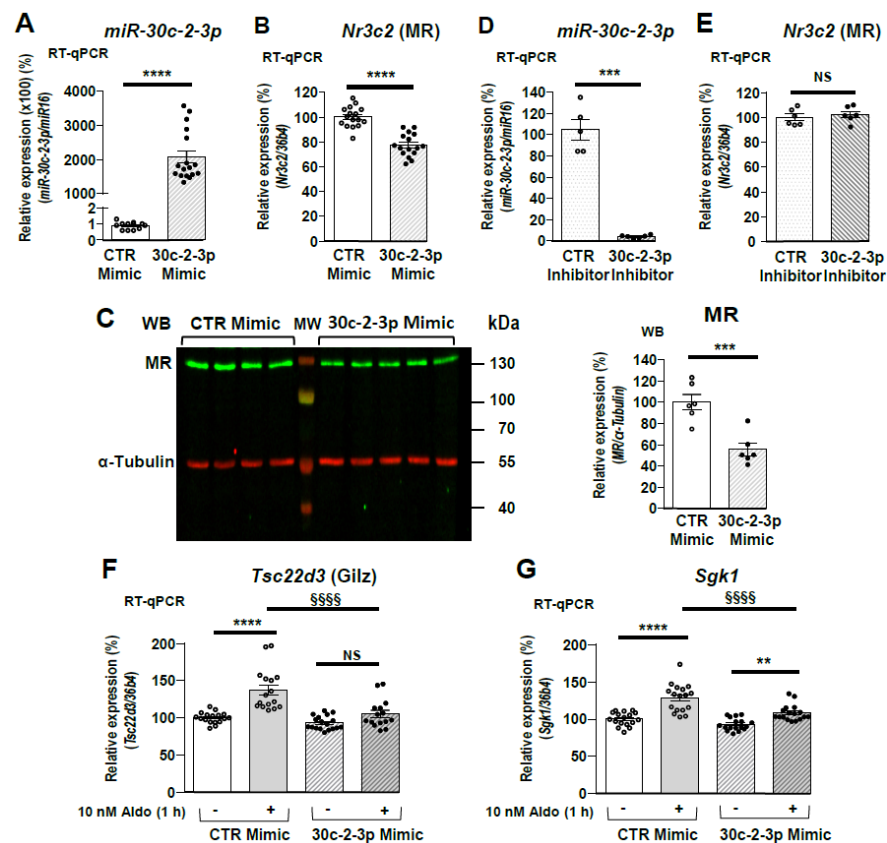 A
miR-30c-2-3p
RT-qPCR
****
Relative expression (x100) (%)
(miR-30c-2-3p/miR16)
4000
3000
2000
1000
2
1
0
CTR
Mimic
30c-2-3p
Mimic
B
Nr3c2 (MR)
RT-qPCR
****
Relative expression (%)
(Nr3c2/36b4)
120
100
80
60
40
20
0
CTR
Mimic
30c-2-3p
Mimic
D
miR-30c-2-3p
RT-qPCR
***
Relative expression (%)
(miR-30c-2-3p/miR16)
140
120
100
80
60
40
20
0
CTR
Inhibitor
30c-2-3p
Inhibitor
E
Nr3c2 (MR)
RT-qPCR
NS
Relative expression (%)
(Nr3c2/36b4)
120
100
80
60
40
20
0
CTR
Inhibitor
30c-2-3p
Inhibitor
C
WB
CTR Mimic
MW
30c-2-3p Mimic
kDa
MR
α-Tubulin
130
100
70
55
40
MR
WB
***
Relative expression (%)
(MR/α-Tubulin)
140
120
100
80
60
40
20
0
CTR
Mimic
30c-2-3p
Mimic
F
Tsc22d3 (Gilz)
RT-qPCR
§§§§
****
NS
Relative expression (%)
(Tsc22d3/36b4)
200
150
100
50
0
10 nM Aldo (1 h)
- + - +
CTR Mimic
30c-2-3p Mimic
G
Sgk1
RT-qPCR
§§§§
****
**
Relative expression (%)
(Sgk1/36b4)
200
150
100
50
0
10 nM Aldo (1 h)
- + - +
CTR Mimic
30c-2-3p Mimic